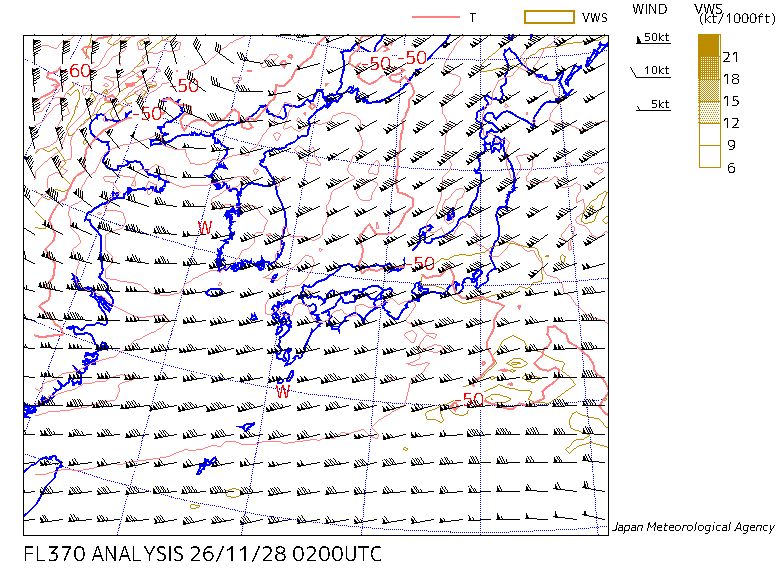 T
VWS
WIND
VWS
(kt/1000ft)
50kt
10kt
5kt
21
18
15
12
9
6
-60
-50
-50
-50
-50
W
-50
W
-50
Japan Meteorological Agency
FL370 ANALYSIS 26/11/28 0200UTC